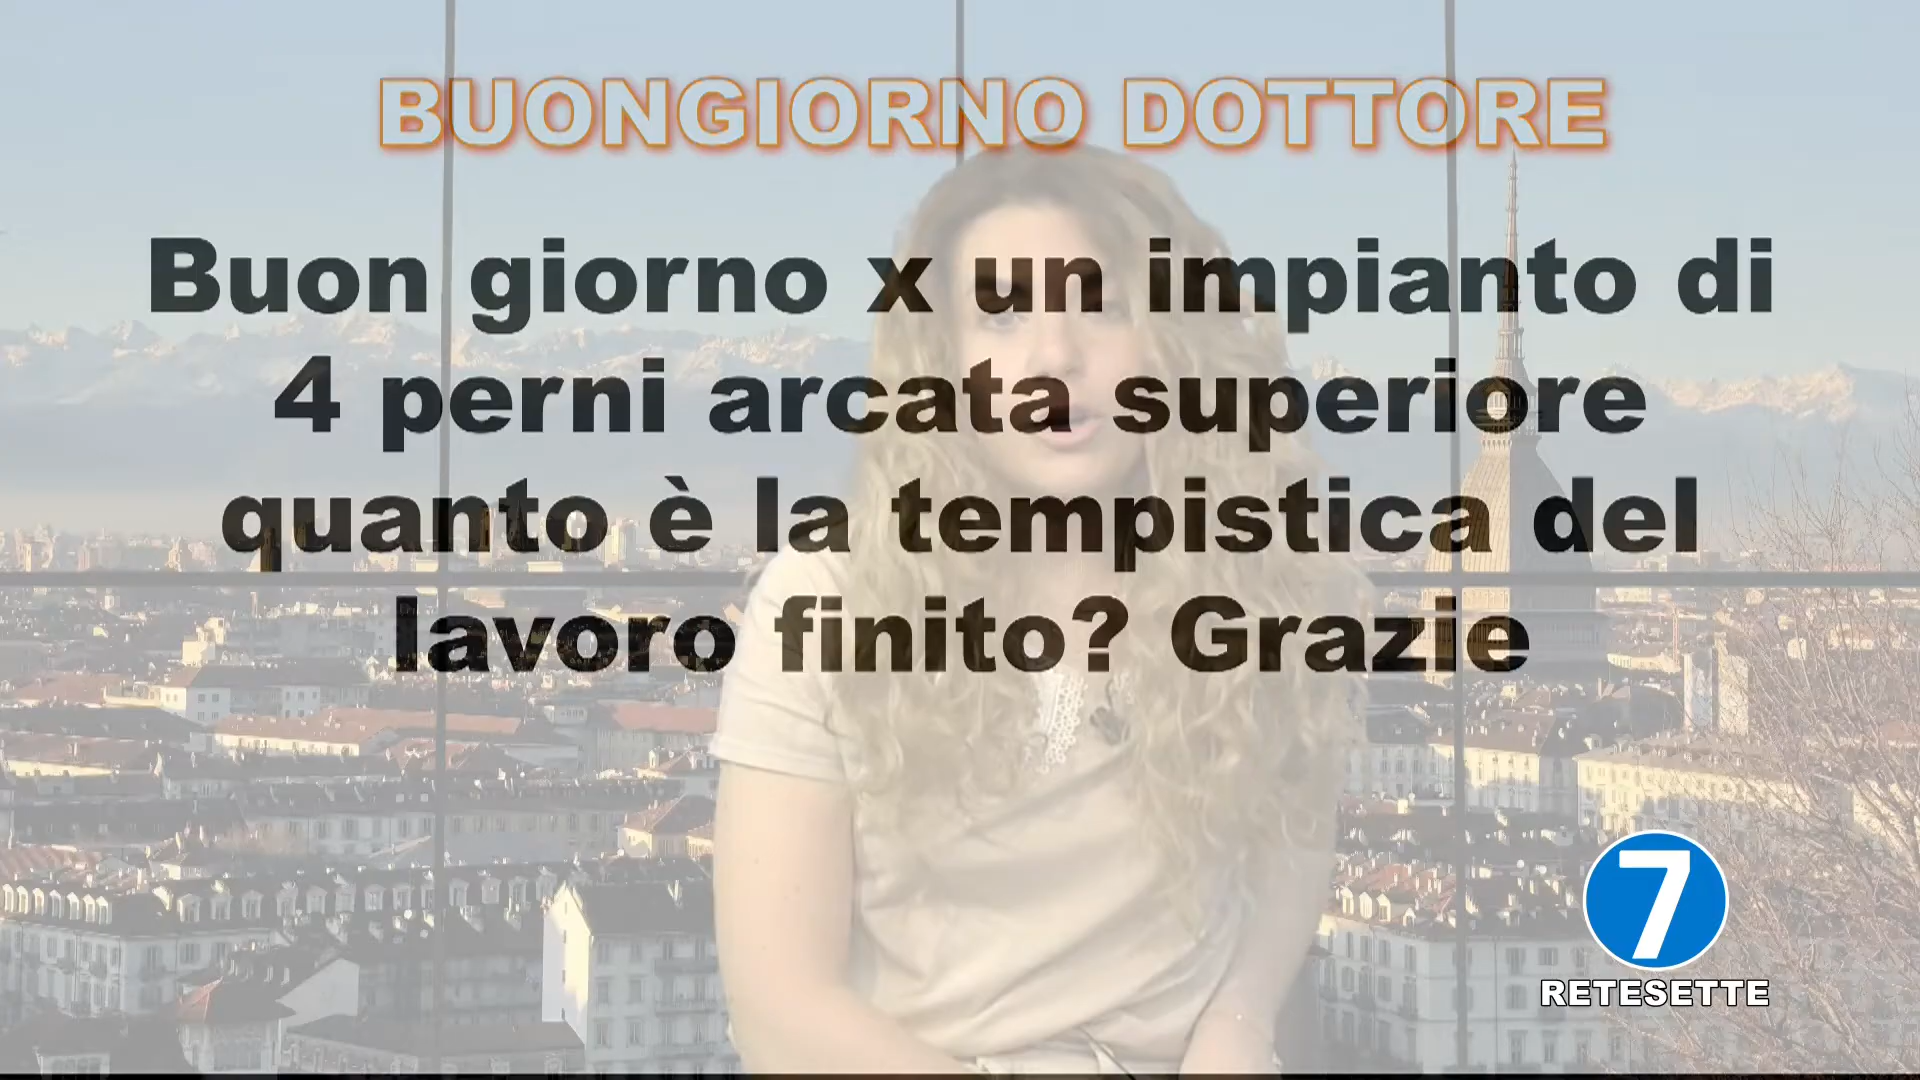 BUONGIORNO DOTTORE
Buon giorno x un impianto di
4 perni arcata superiore
quanto è la tempistica del
lavoro finito? Grazie
7
RETESETTE